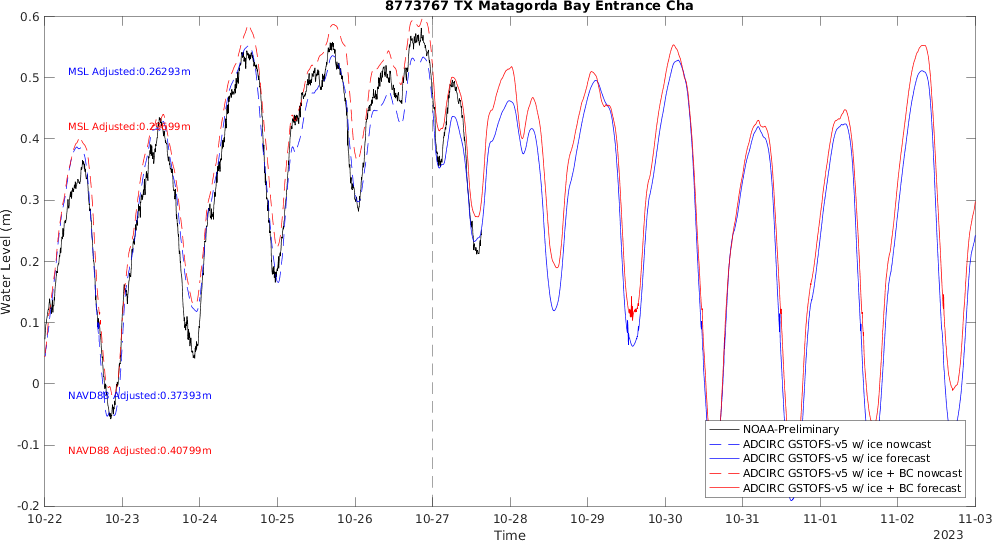 8773767 TX Matagorda Bay Entrance Cha
0.6
0.5
0.4
0.3
0.2
0.1
0
-0.1
-0.2
Water Level (m)
MSL Adjusted:0.26293m
NAVD88 Adjusted:0.37393m
NAVD88 Adjusted:0.40799m
MSL Adjusted:
NOAA-Preliminary
ADCIRC GSTOFS-v5 w/ ice nowcast
ADCIRC GSTOFS-v5 w/ ice forecast
ADCIRC GSTOFS-v5 w/ ice + BC nowcast
ADCIRC GSTOFS-v5 w/ ice + BC forecast
10-22 10-23 10-24 10-25 10-26 10-27 10-28 10-29 10-30 10-31 11-01 11-02 11-03
Time
2023